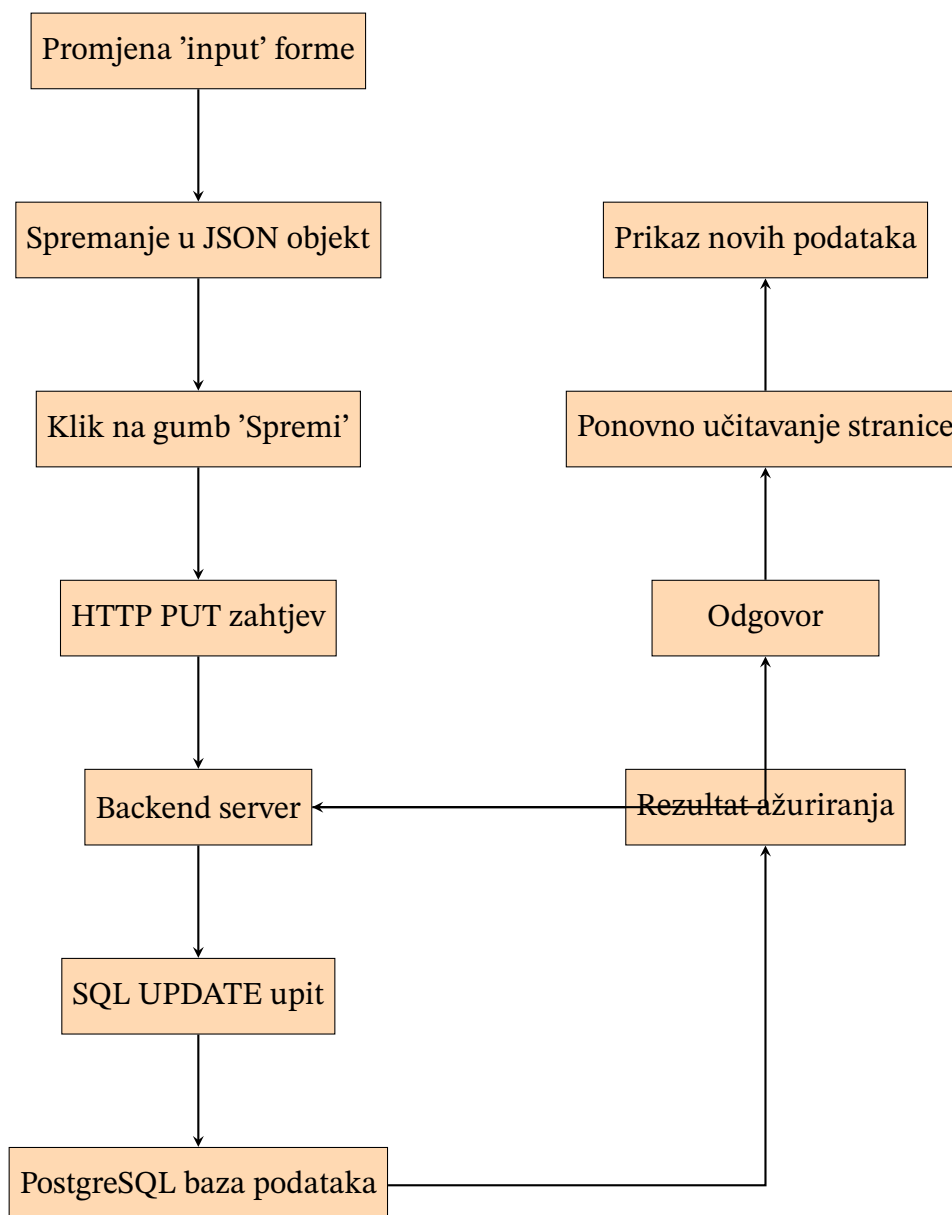 Promjena ’input’ forme
Spremanje u JSON objekt
Prikaz novih podataka
Klik na gumb ’Spremi’
Ponovno učitavanje stranice
HTTP PUT zahtjev
Odgovor
Backend server
Rezultat ažuriranja
SQL UPDATE upit
PostgreSQL baza podataka